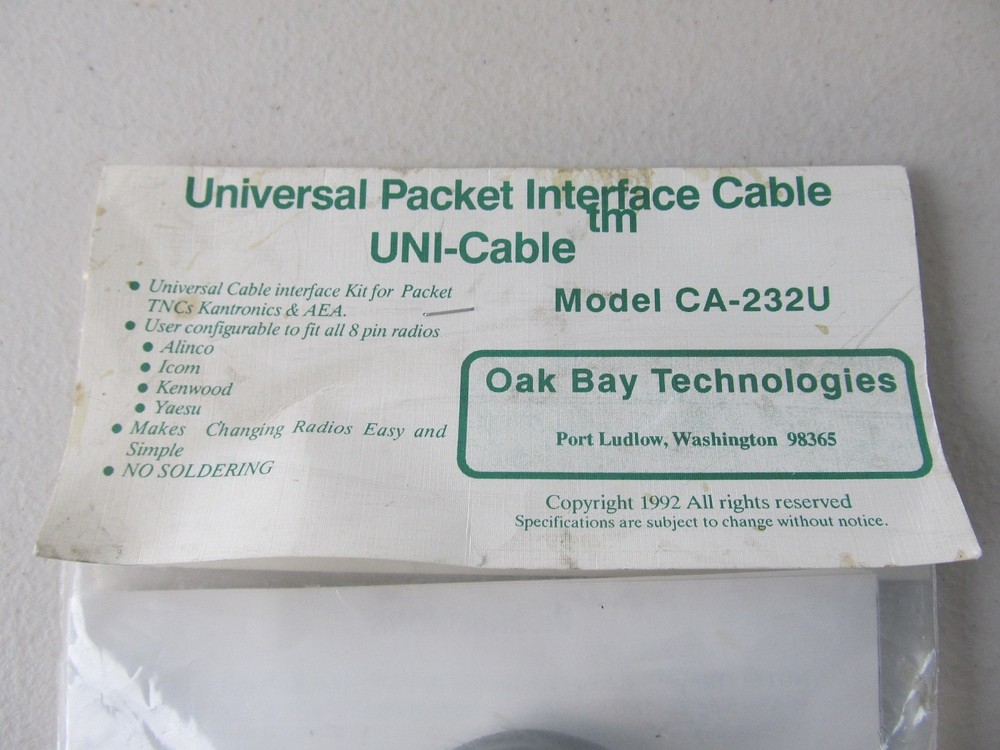 Universal Packet Interface Cable
UNI-Cable tm
• Universal Cable interface Kit for Packet
TNCs Kantronics & AEA.
• User configurable to fit all 8 pin radios
• Alinco
• Icom
• Kenwood
• Yaesu
• Makes Changing Radios Easy and
Simple
• NO SOLDERING
Model CA-232U
Oak Bay Technologies
Port Ludlow, Washington 98365
Copyright 1992 All rights reserved
Specifications are subject to change without notice.